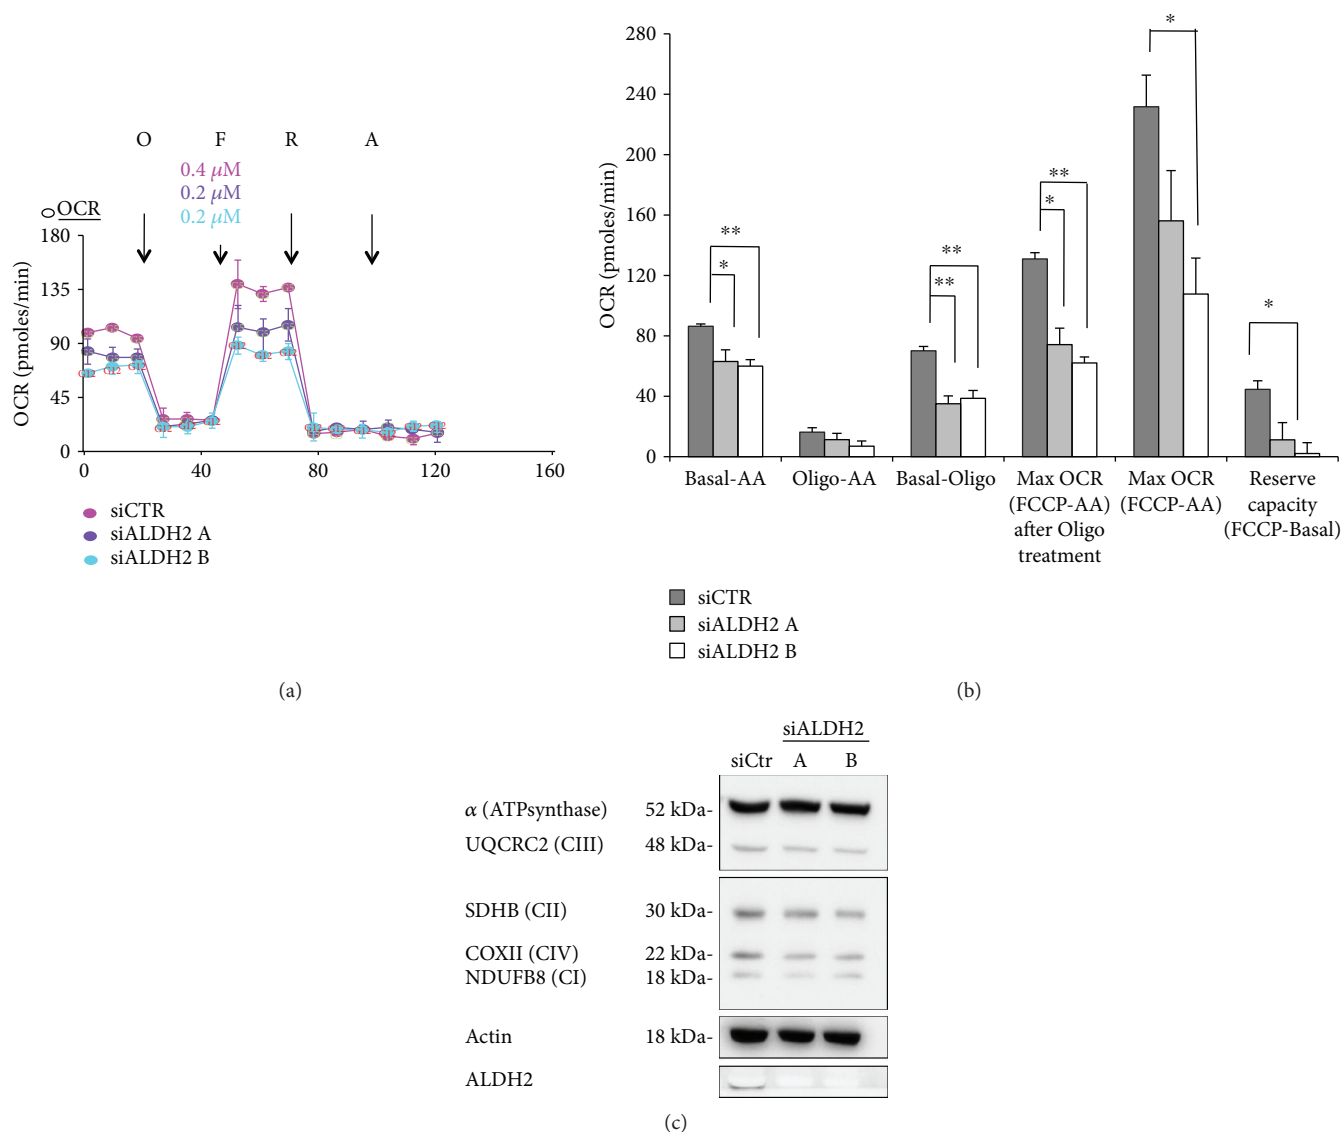 O F R A
0.4 μM
0.2 μM
0.2 μM
OCR
OCR (pmoles/min)
180
135
90
45
0
0 40 80 120 160
siCTR
siALDH2 A
siALDH2 B
(a)
OCR (pmoles/min)
280
240
200
160
120
80
40
0
** *
** **
** *
*
*
Basal-AA
Oligo-AA
Basal-Oligo
Max OCR
(FCCP-AA)
after Oligo
treatment
Max OCR
(FCCP-AA)
Reserve
capacity
(FCCP-Basal)
siCTR
siALDH2 A
siALDH2 B
(b)
siALDH2
siCtr A B
α (ATPsynthase) 52 kDa-
UQCRC2 (CIII) 48 kDa-
SDHB (CII) 30 kDa-
COXII (CIV) 22 kDa-
NDUFB8 (CI) 18 kDa-
Actin 18 kDa-
ALDH2
(c)